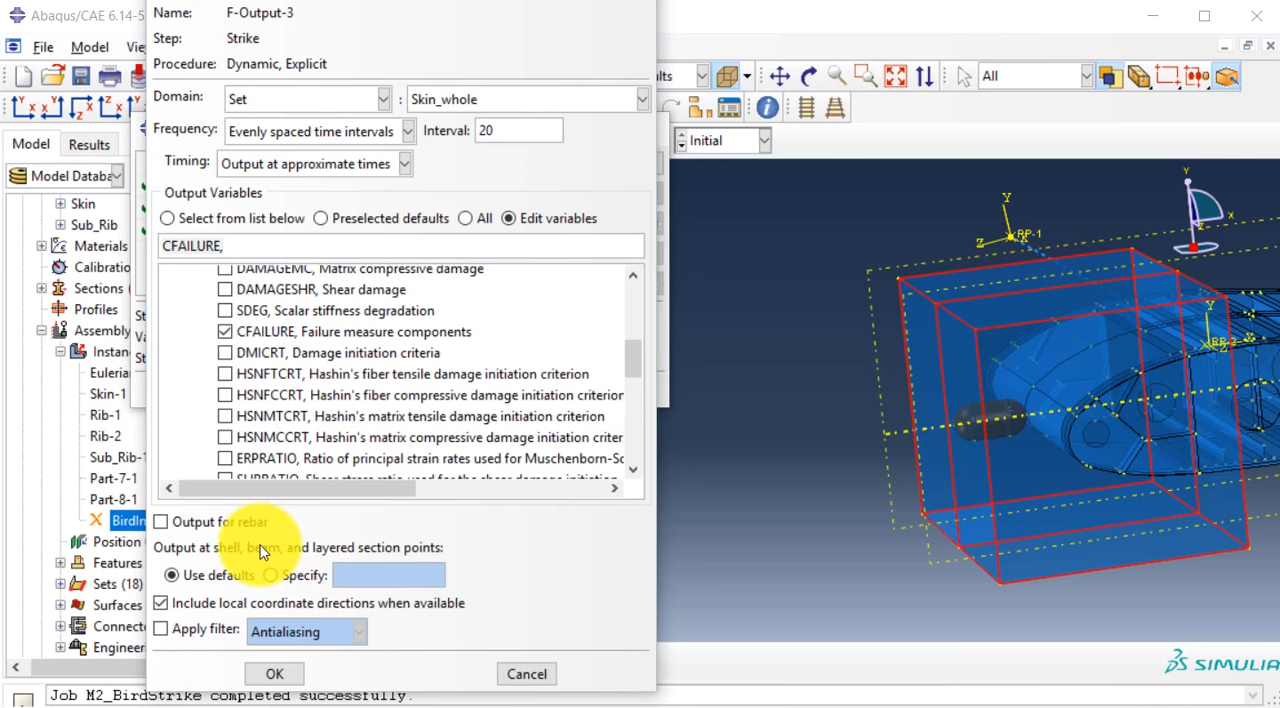 Abaqus/CAE 6.14-5
File Model
Name: F-Output-3
Step: Strike
Procedure: Dynamic, Explicit
Domain: Set : Skin_whole
Frequency: Evenly spaced time intervals Interval: 20
Timing: Output at approximate times
Output Variables
Select from list below Preselected defaults All Edit variables
CFAILURE,
DAMAGEMC, Matrix compressive damage
DAMAGESHR, Shear damage
SDEG, Scalar stiffness degradation
CFAILURE, Failure measure components
DMICRT, Damage initiation criteria
HSNFTCRT, Hashin's fiber tensile damage initiation criterion
HSNFCCRT, Hashin's fiber compressive damage initiation criterion
HSNMTCRT, Hashin's matrix tensile damage initiation criterion
HSNMCCRT, Hashin's matrix compressive damage initiation criter
ERPRATIO, Ratio of principal strain rates used for Muschenborn-So
Output for rebar
Output at shell, beam, and layered section points:
Use defaults Specify:
Include local coordinate directions when available
Apply filter: Antialiasing
OK Cancel
Model Results
Model Databa
Skin
Sub_Rib
Materials
Calibratio
Sections
Profiles
Assembly
Instan
Euleria
Skin-1
Rib-1
Rib-2
Sub_Rib-1
Part-7-1
Part-8-1
BirdIn
Position
Features
Sets (18)
Surfaces
Connecto
Engineer
All
Initial
Y
Z
RP-1
Y
X
Z
Y
X
Z
SIMULIA
Job M2_BirdStrike completed successfully.